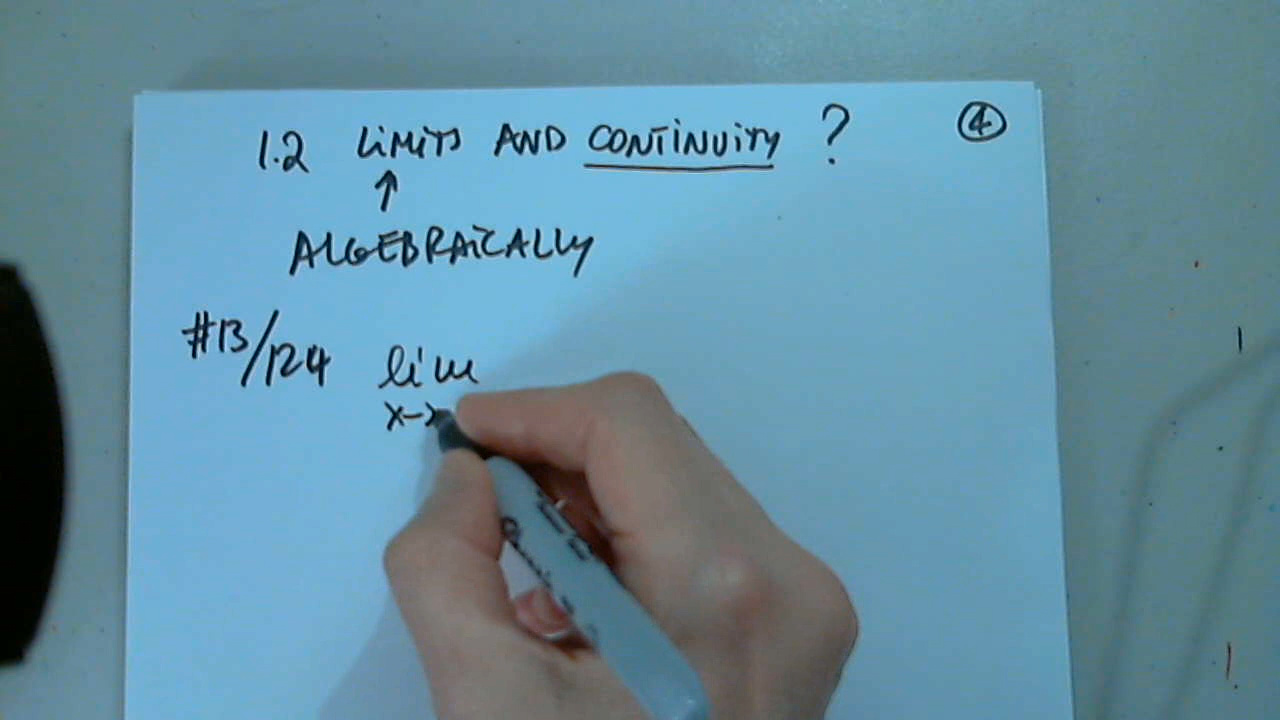 1.2 LiMiTS AND CONTiNUiTY ? 4
↑
ALGEBRAiCALLY
#13/124 lim
x→